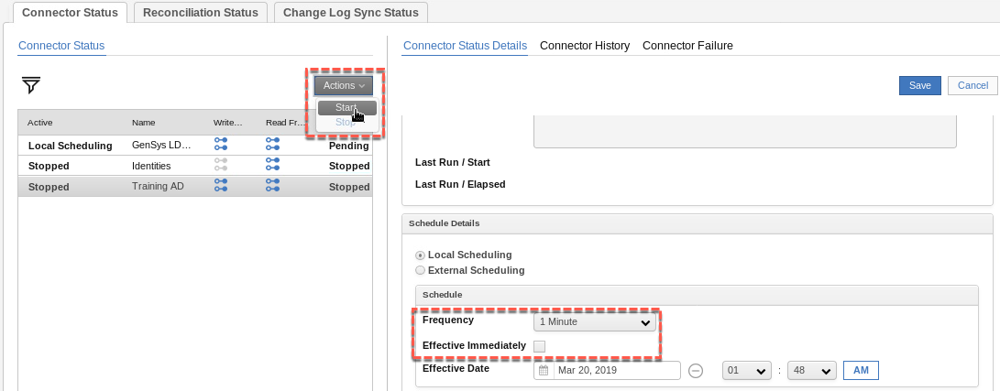 Connector Status Reconciliation Status Change Log Sync Status
Connector Status
Actions
Start
Stop
Active Name Write... Read Fr...
Local Scheduling GenSys LD... Pending
Stopped Identities Stopped
Stopped Training AD Stopped
Connector Status Details Connector History Connector Failure
Save Cancel
Last Run / Start
Last Run / Elapsed
Schedule Details
Local Scheduling
External Scheduling
Schedule
Frequency 1 Minute
Effective Immediately
Effective Date Mar 20, 2019 01 : 48 AM